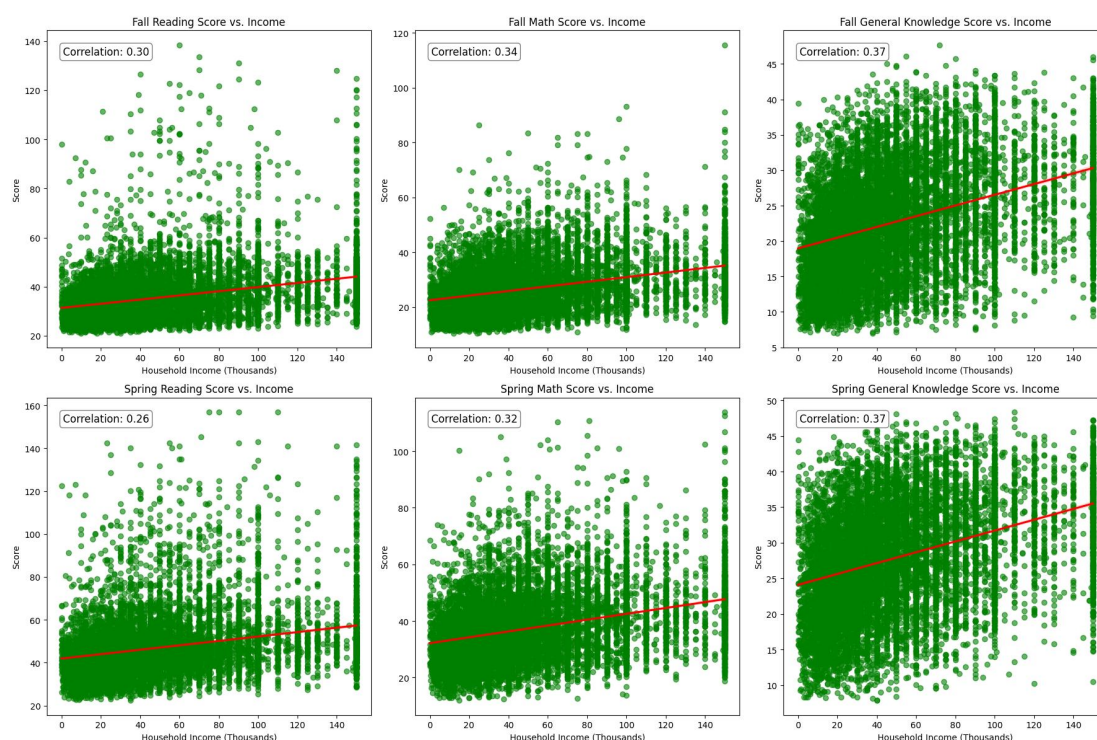 Fall Reading Score vs. Income
Correlation: 0.30
140
120
100
80
60
40
20
Score
0 20 40 60 80 100 120 140
Household Income (Thousands)
Fall Math Score vs. Income
Correlation: 0.34
120
100
80
60
40
20
Score
0 20 40 60 80 100 120 140
Household Income (Thousands)
Fall General Knowledge Score vs. Income
Correlation: 0.37
45
40
35
30
25
20
15
10
5
Score
0 20 40 60 80 100 120 140
Household Income (Thousands)
Spring Reading Score vs. Income
Correlation: 0.26
160
140
120
100
80
60
40
20
Score
0 20 40 60 80 100 120 140
Household Income (Thousands)
Spring Math Score vs. Income
Correlation: 0.32
100
80
60
40
20
Score
0 20 40 60 80 100 120 140
Household Income (Thousands)
Spring General Knowledge Score vs. Income
Correlation: 0.37
50
45
40
35
30
25
20
15
10
Score
0 20 40 60 80 100 120 140
Household Income (Thousands)